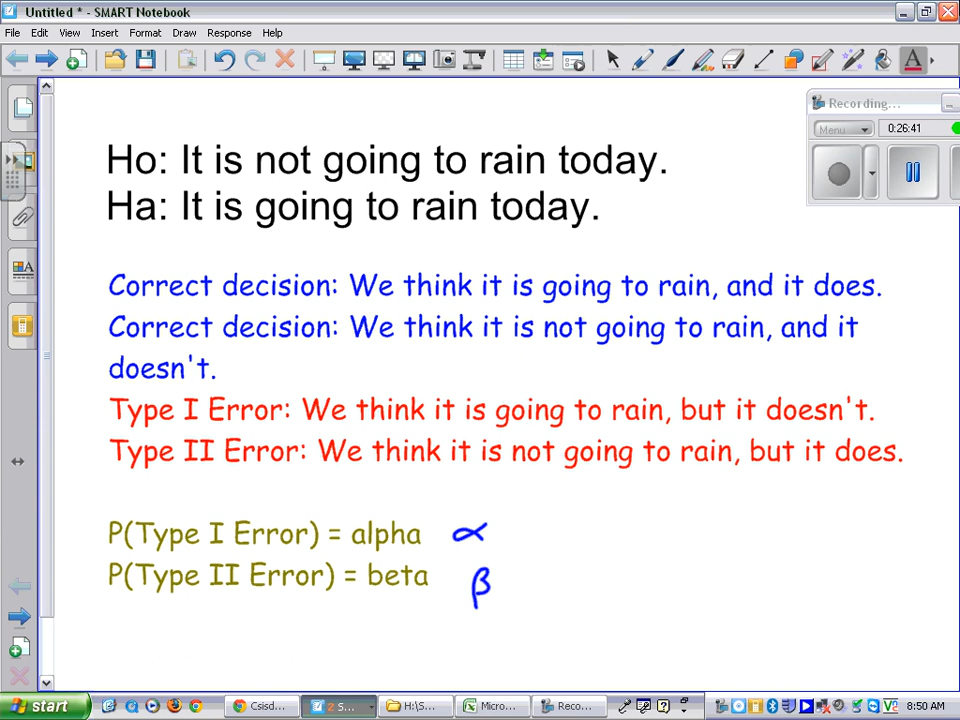 Untitled * - SMART Notebook
File Edit View Insert Format Draw Response Help
Recording...
Menu 0:26:41
Ho: It is not going to rain today.
Ha: It is going to rain today.
Correct decision: We think it is going to rain, and it does.
Correct decision: We think it is not going to rain, and it
doesn't.
Type I Error: We think it is going to rain, but it doesn't.
Type II Error: We think it is not going to rain, but it does.
P(Type I Error) = alpha α
P(Type II Error) = beta β
start Csisd... 2 S... H:\S... Micro... Reco... 8:50 AM